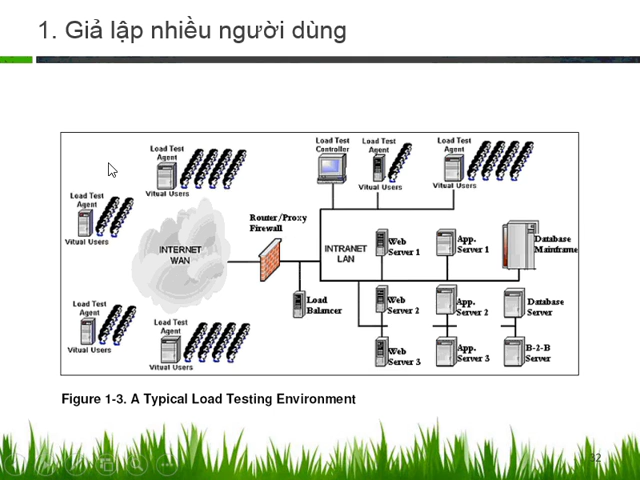 1. Giả lập nhiều người dùng
Load Test
Agent
Vitual Users
Load Test
Agent
Vitual Users
Load Test
Controller
Load Test
Agent
Vitual Users
Load Test
Agent
Vitual Users
INTERNET
WAN
Router/Proxy
Firewall
INTRANET
LAN
Web
Server 1
App.
Server 1
Database
Mainframe
Load
Balancer
Web
Server 2
App.
Server 2
Database
Server
Load Test
Agent
Vitual Users
Load Test
Agent
Vitual Users
Web
Server 3
App.
Server 3
B-2-B
Server
Figure 1-3. A Typical Load Testing Environment